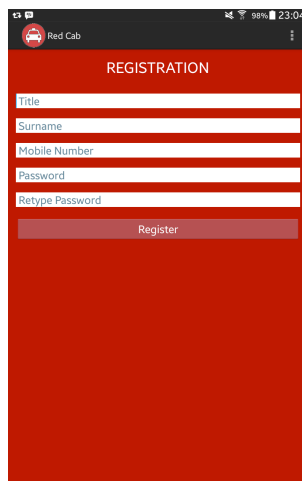 98% 23:04
Red Cab
REGISTRATION
Title
Surname
Mobile Number
Password
Retype Password
Register